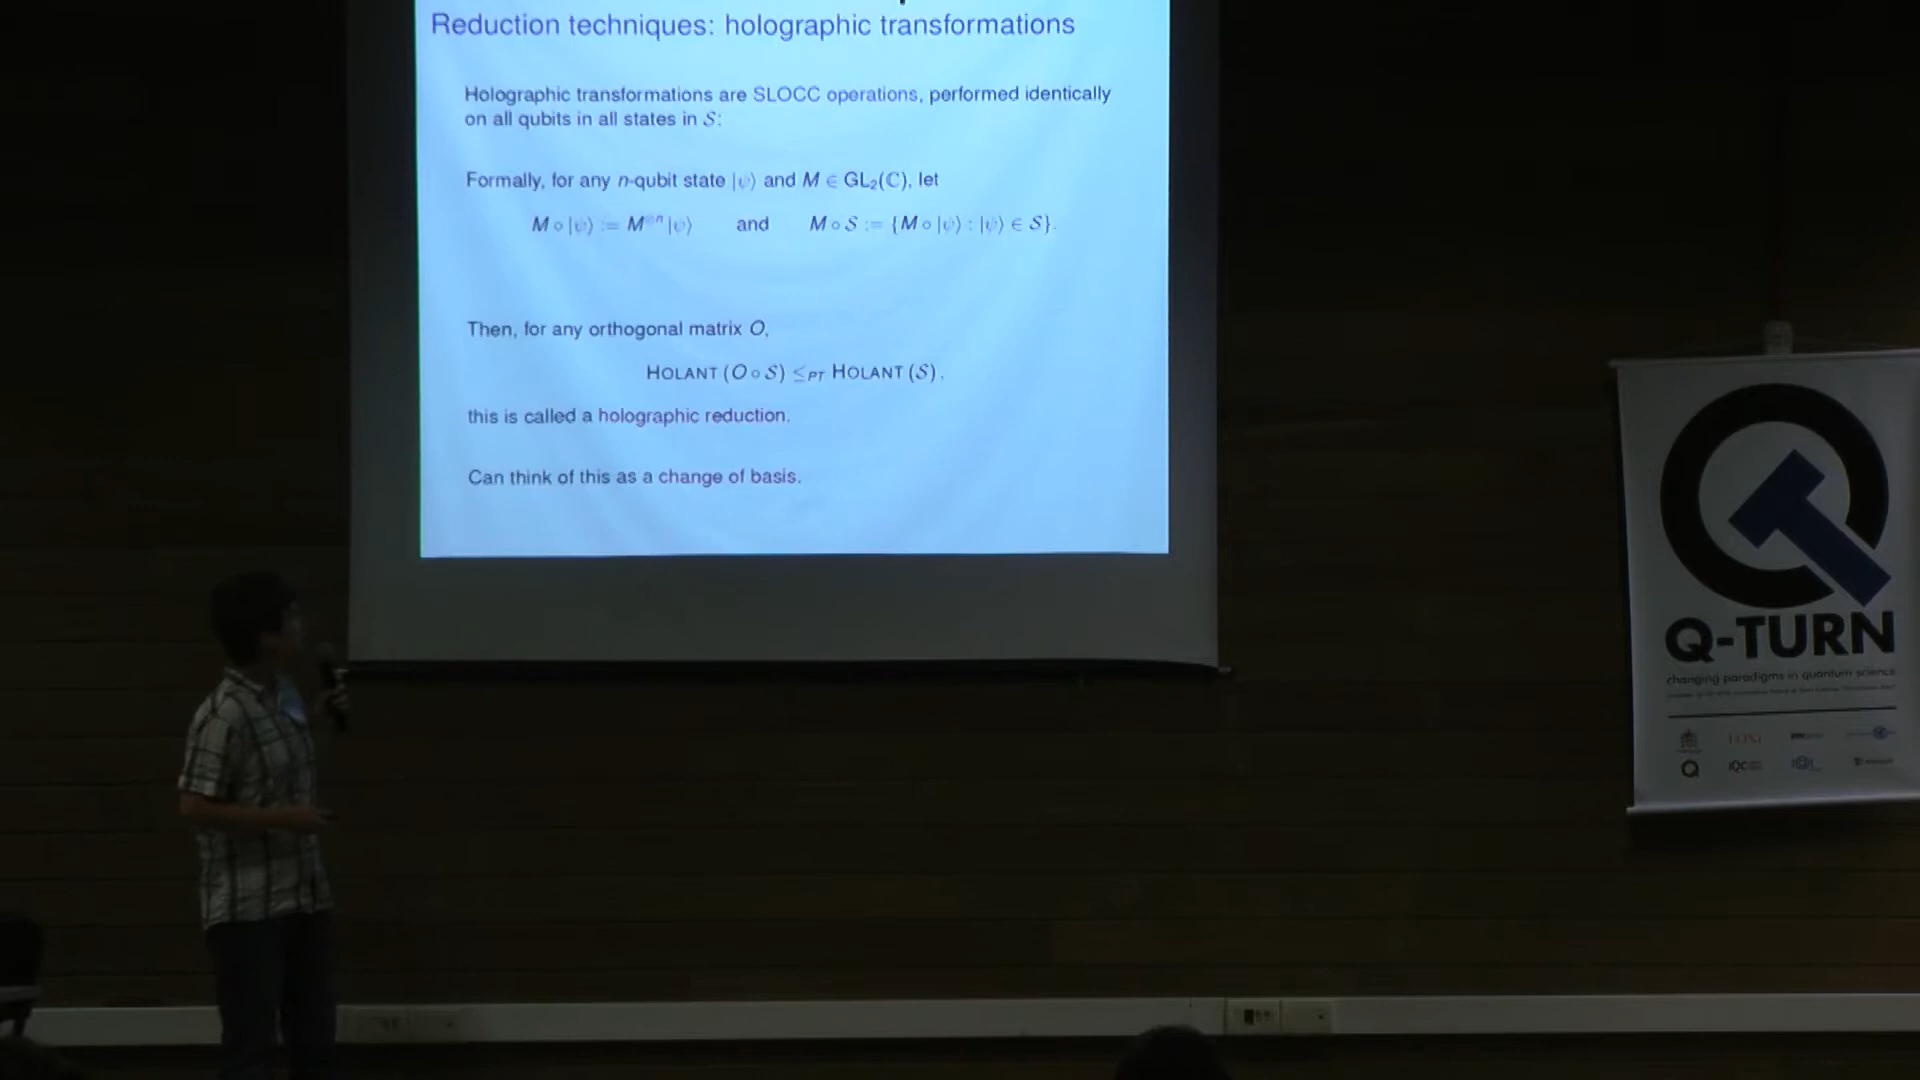 Reduction techniques: holographic transformations
Holographic transformations are SLOCC operations, performed identically
on all qubits in all states in S:
Formally, for any n-qubit state |ψ⟩ and M ∈ GL₂(ℂ), let
M ∘ |ψ⟩ := M^{⊗n} |ψ⟩ and M ∘ S := {M ∘ |ψ⟩ : |ψ⟩ ∈ S}.
Then, for any orthogonal matrix O,
HOLANT (O ∘ S) ≤PT HOLANT (S),
this is called a holographic reduction.
Can think of this as a change of basis.
Q-TURN
changing paradigms in quantum science
IQC